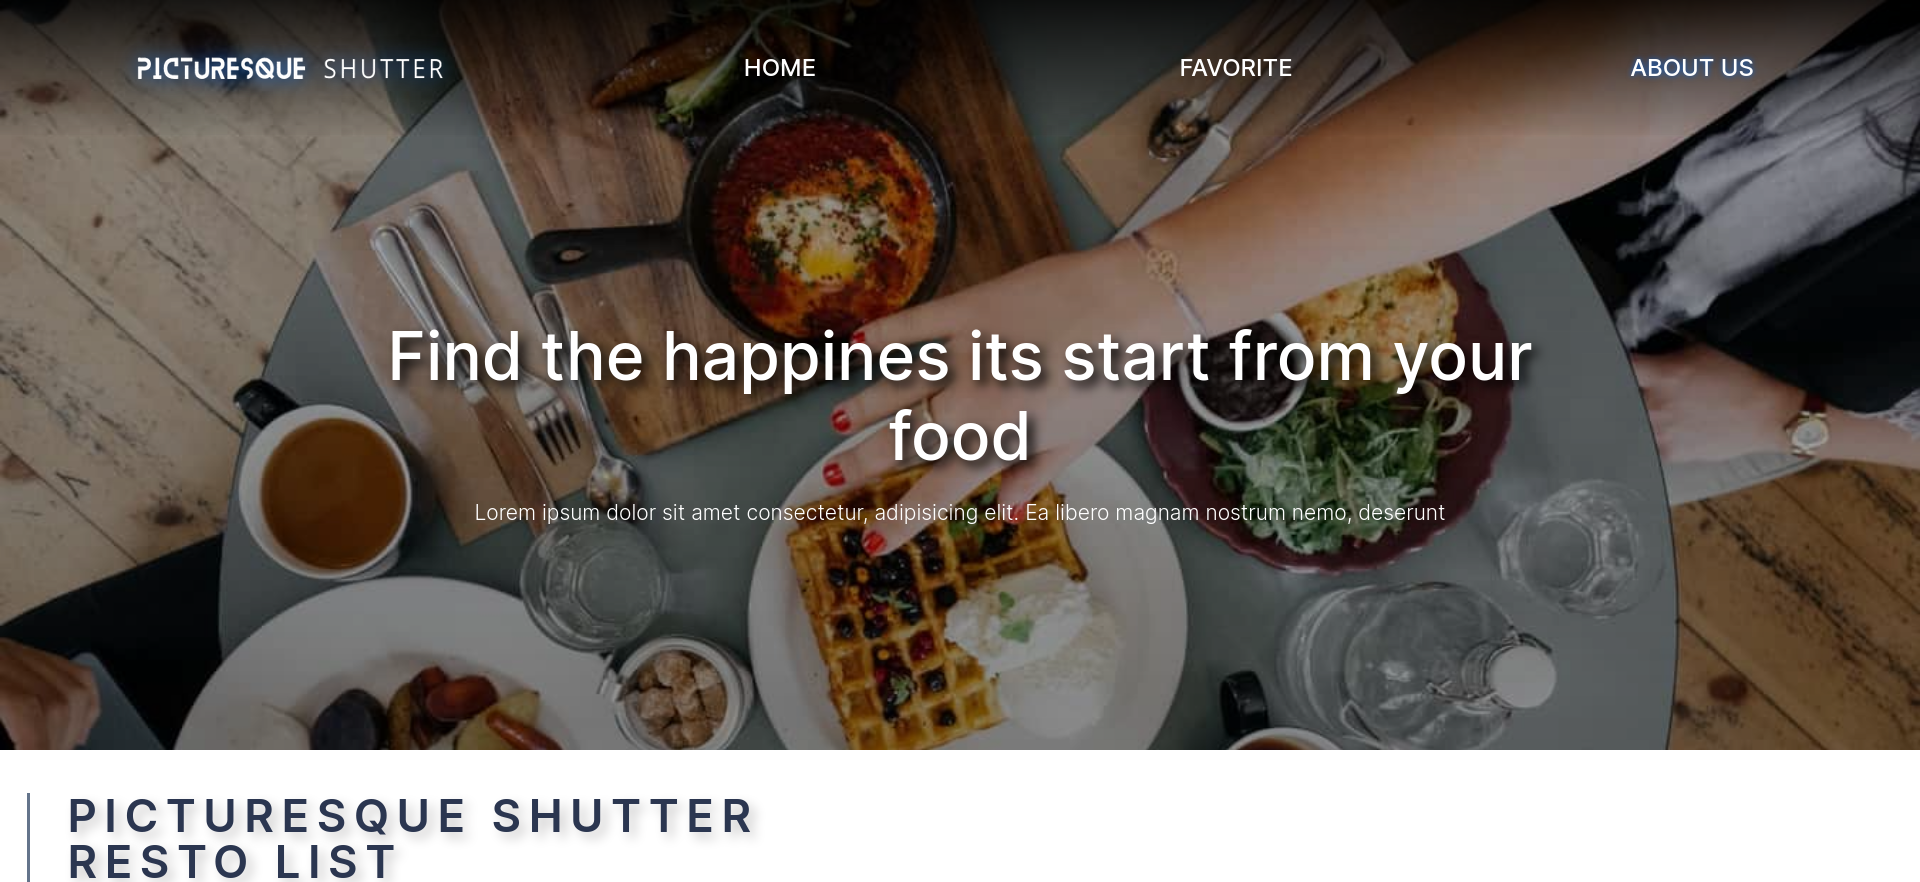 PICTURESQUE SHUTTER
HOME
FAVORITE
ABOUT US
Find the happines its start from your
food
Lorem ipsum dolor sit amet consectetur, adipisicing elit. Ea libero magnam nostrum nemo, deserunt
PICTURESQUE SHUTTER
RESTO LIST